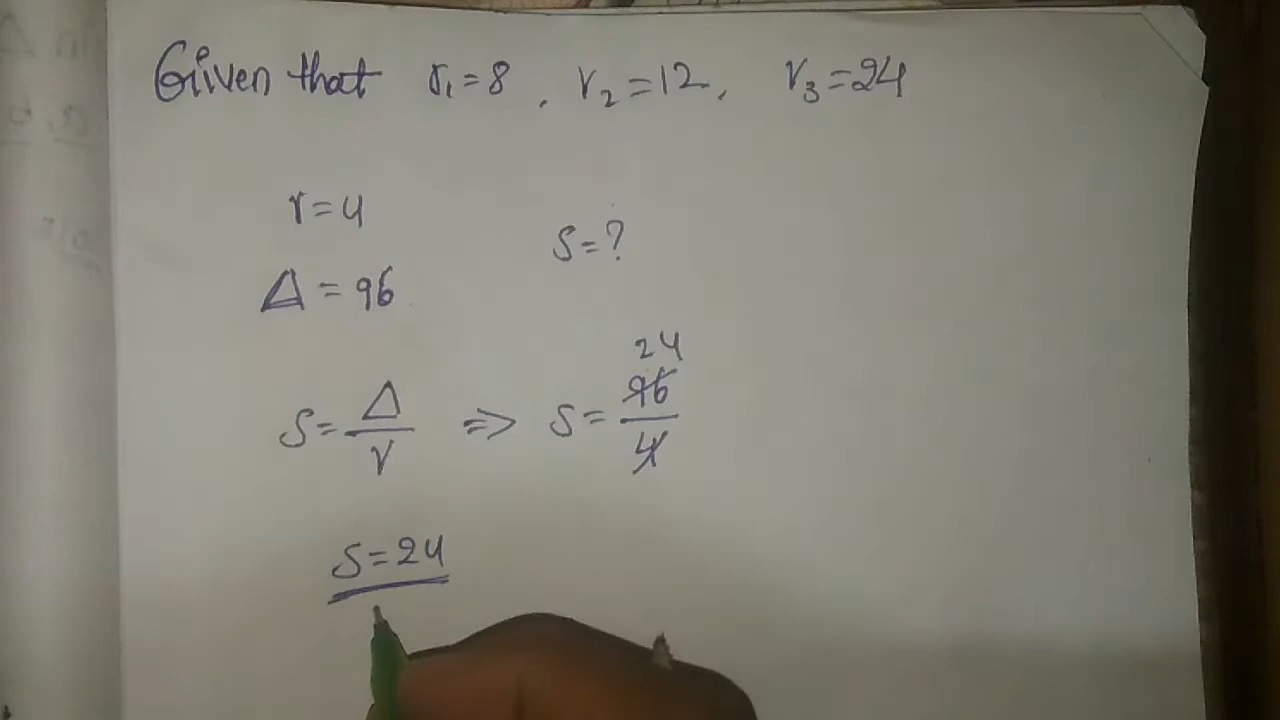 Given that r₁=8, r₂=12, r₃=24
r=4
S=?
Δ=96
S=Δ/r => S=96/4 24
S=24